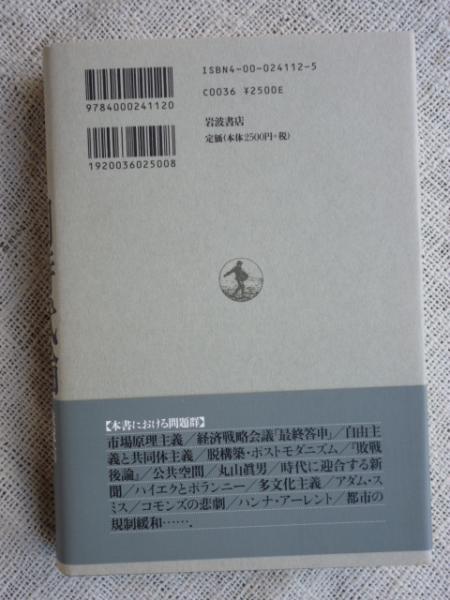 ISBN4-00-024112-5
C0036 ¥2500E
9784000241120
岩波書店
定価(本体2500円+税)
1920036025008
【本書における問題群】
市場原理主義/経済戦略会議「最終答申」/自由主
義と共同体主義/脱構築・ポストモダニズム/『敗戦
後論』/公共空間/丸山眞男/時代に迎合する新
聞/ハイエクとポランニー/多文化主義/アダム・ス
ミス/コモンズの悲劇/ハンナ・アーレント/都市の
規制緩和…….